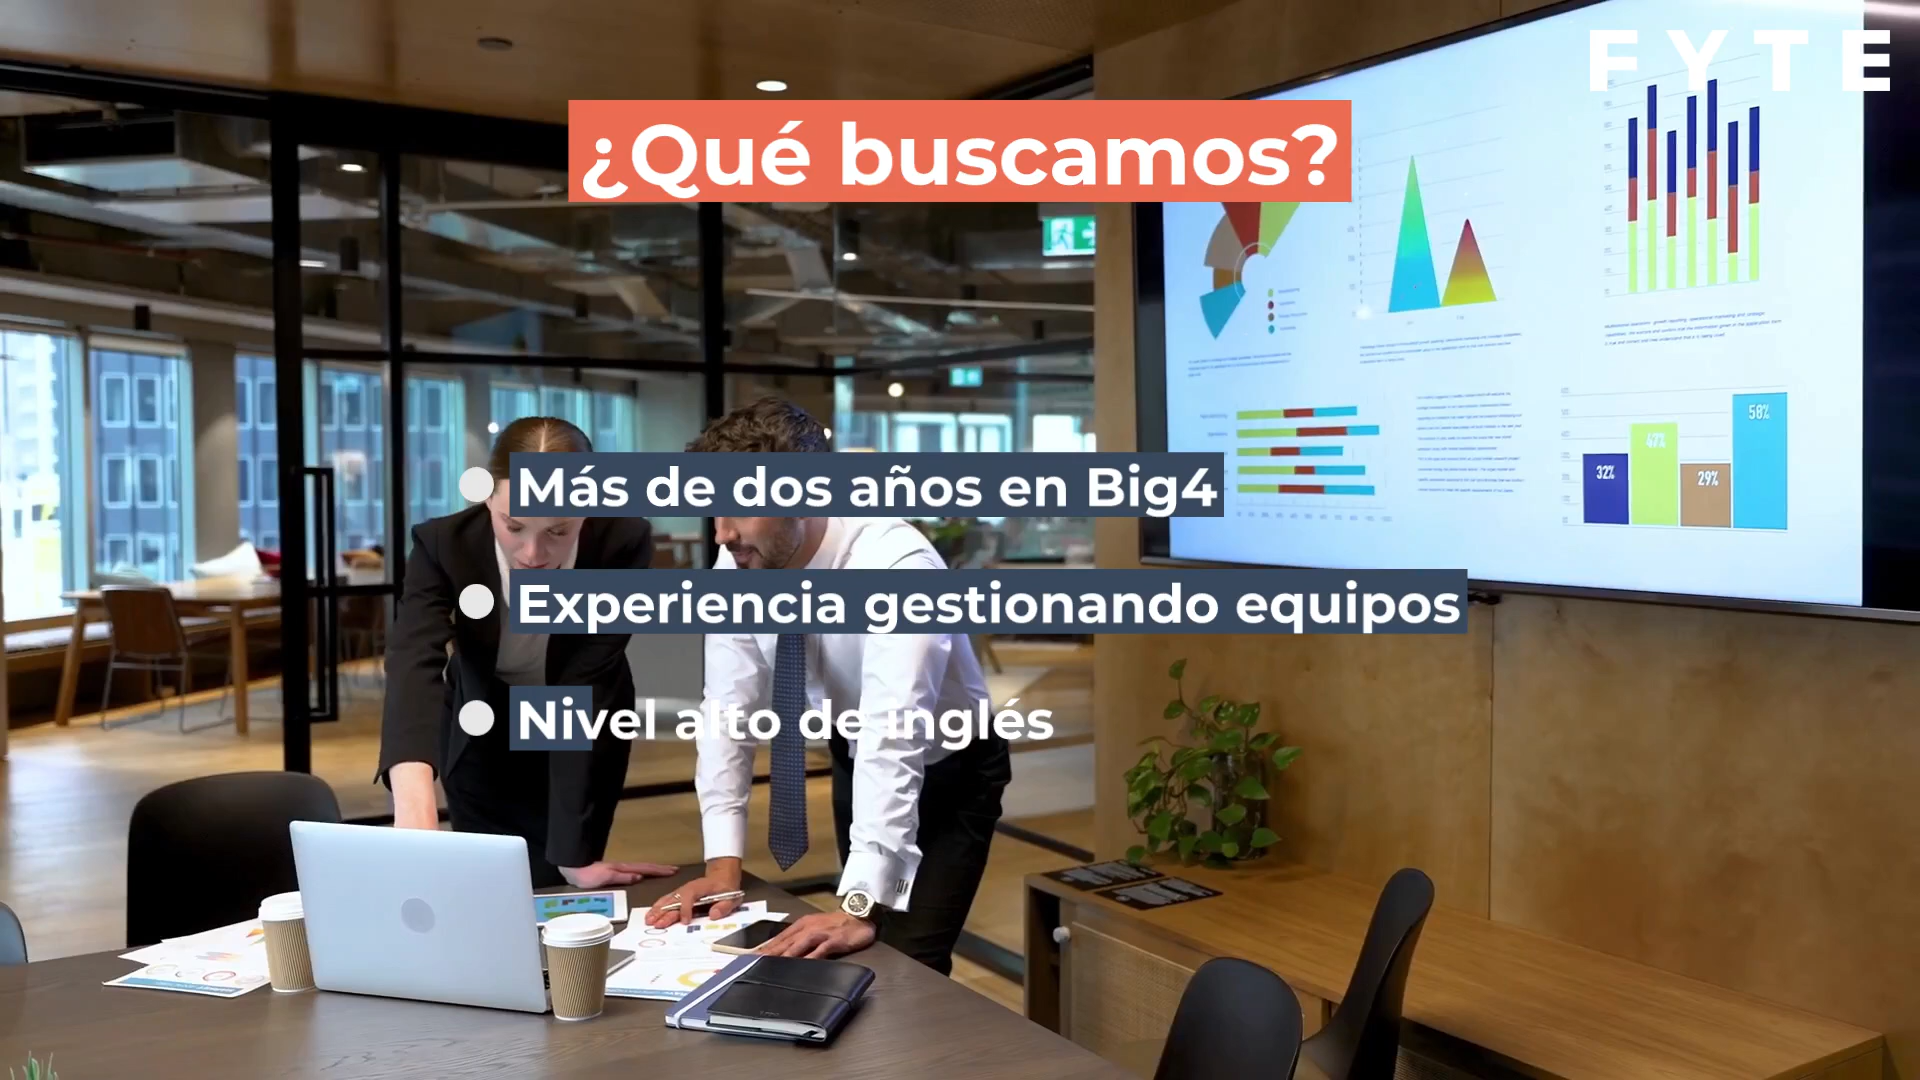 FYTE
¿Qué buscamos?
Más de dos años en Big4
Experiencia gestionando equipos
Nivel alto de inglés
32%
47%
29%
58%